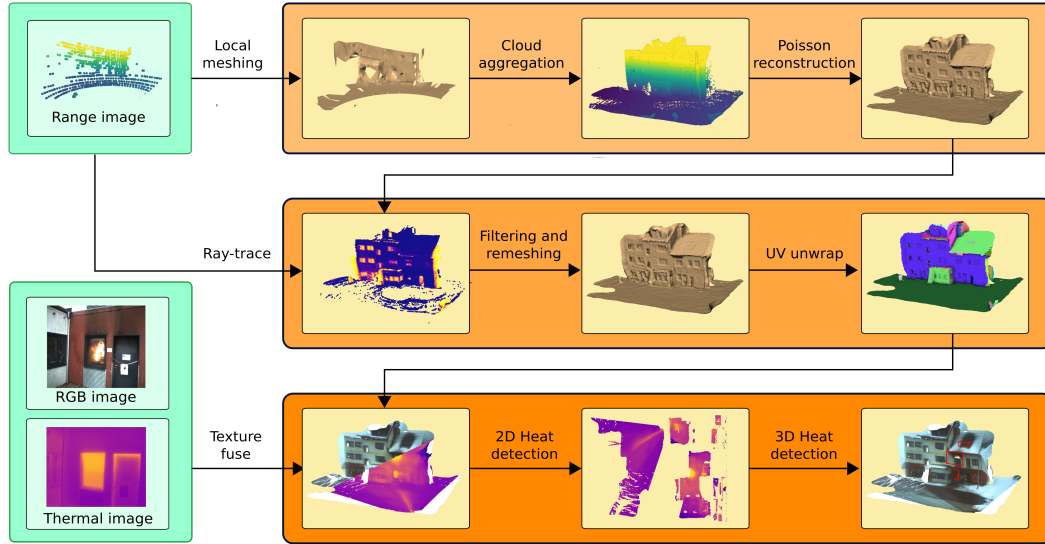 Range image
Local
meshing
Cloud
aggregation
Poisson
reconstruction
Ray-trace
Filtering and
remeshing
UV unwrap
RGB image
Thermal image
Texture
fuse
2D Heat
detection
3D Heat
detection